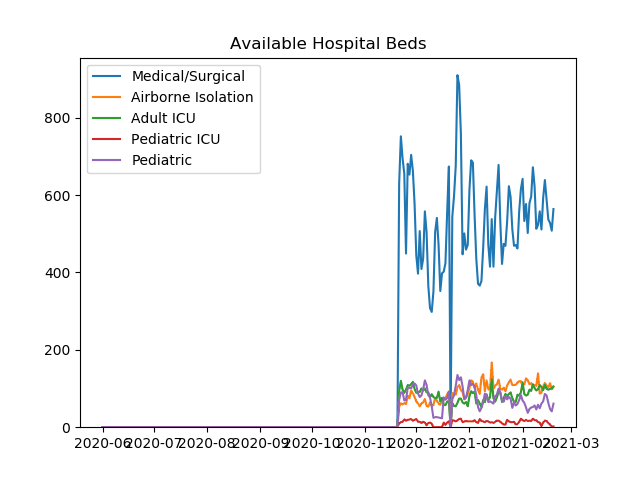 Available Hospital Beds
Medical/Surgical
Airborne Isolation
Adult ICU
Pediatric ICU
Pediatric
800
600
400
200
0
2020-06 2020-07 2020-08 2020-09 2020-10 2020-11 2020-12 2021-01 2021-02 2021-03